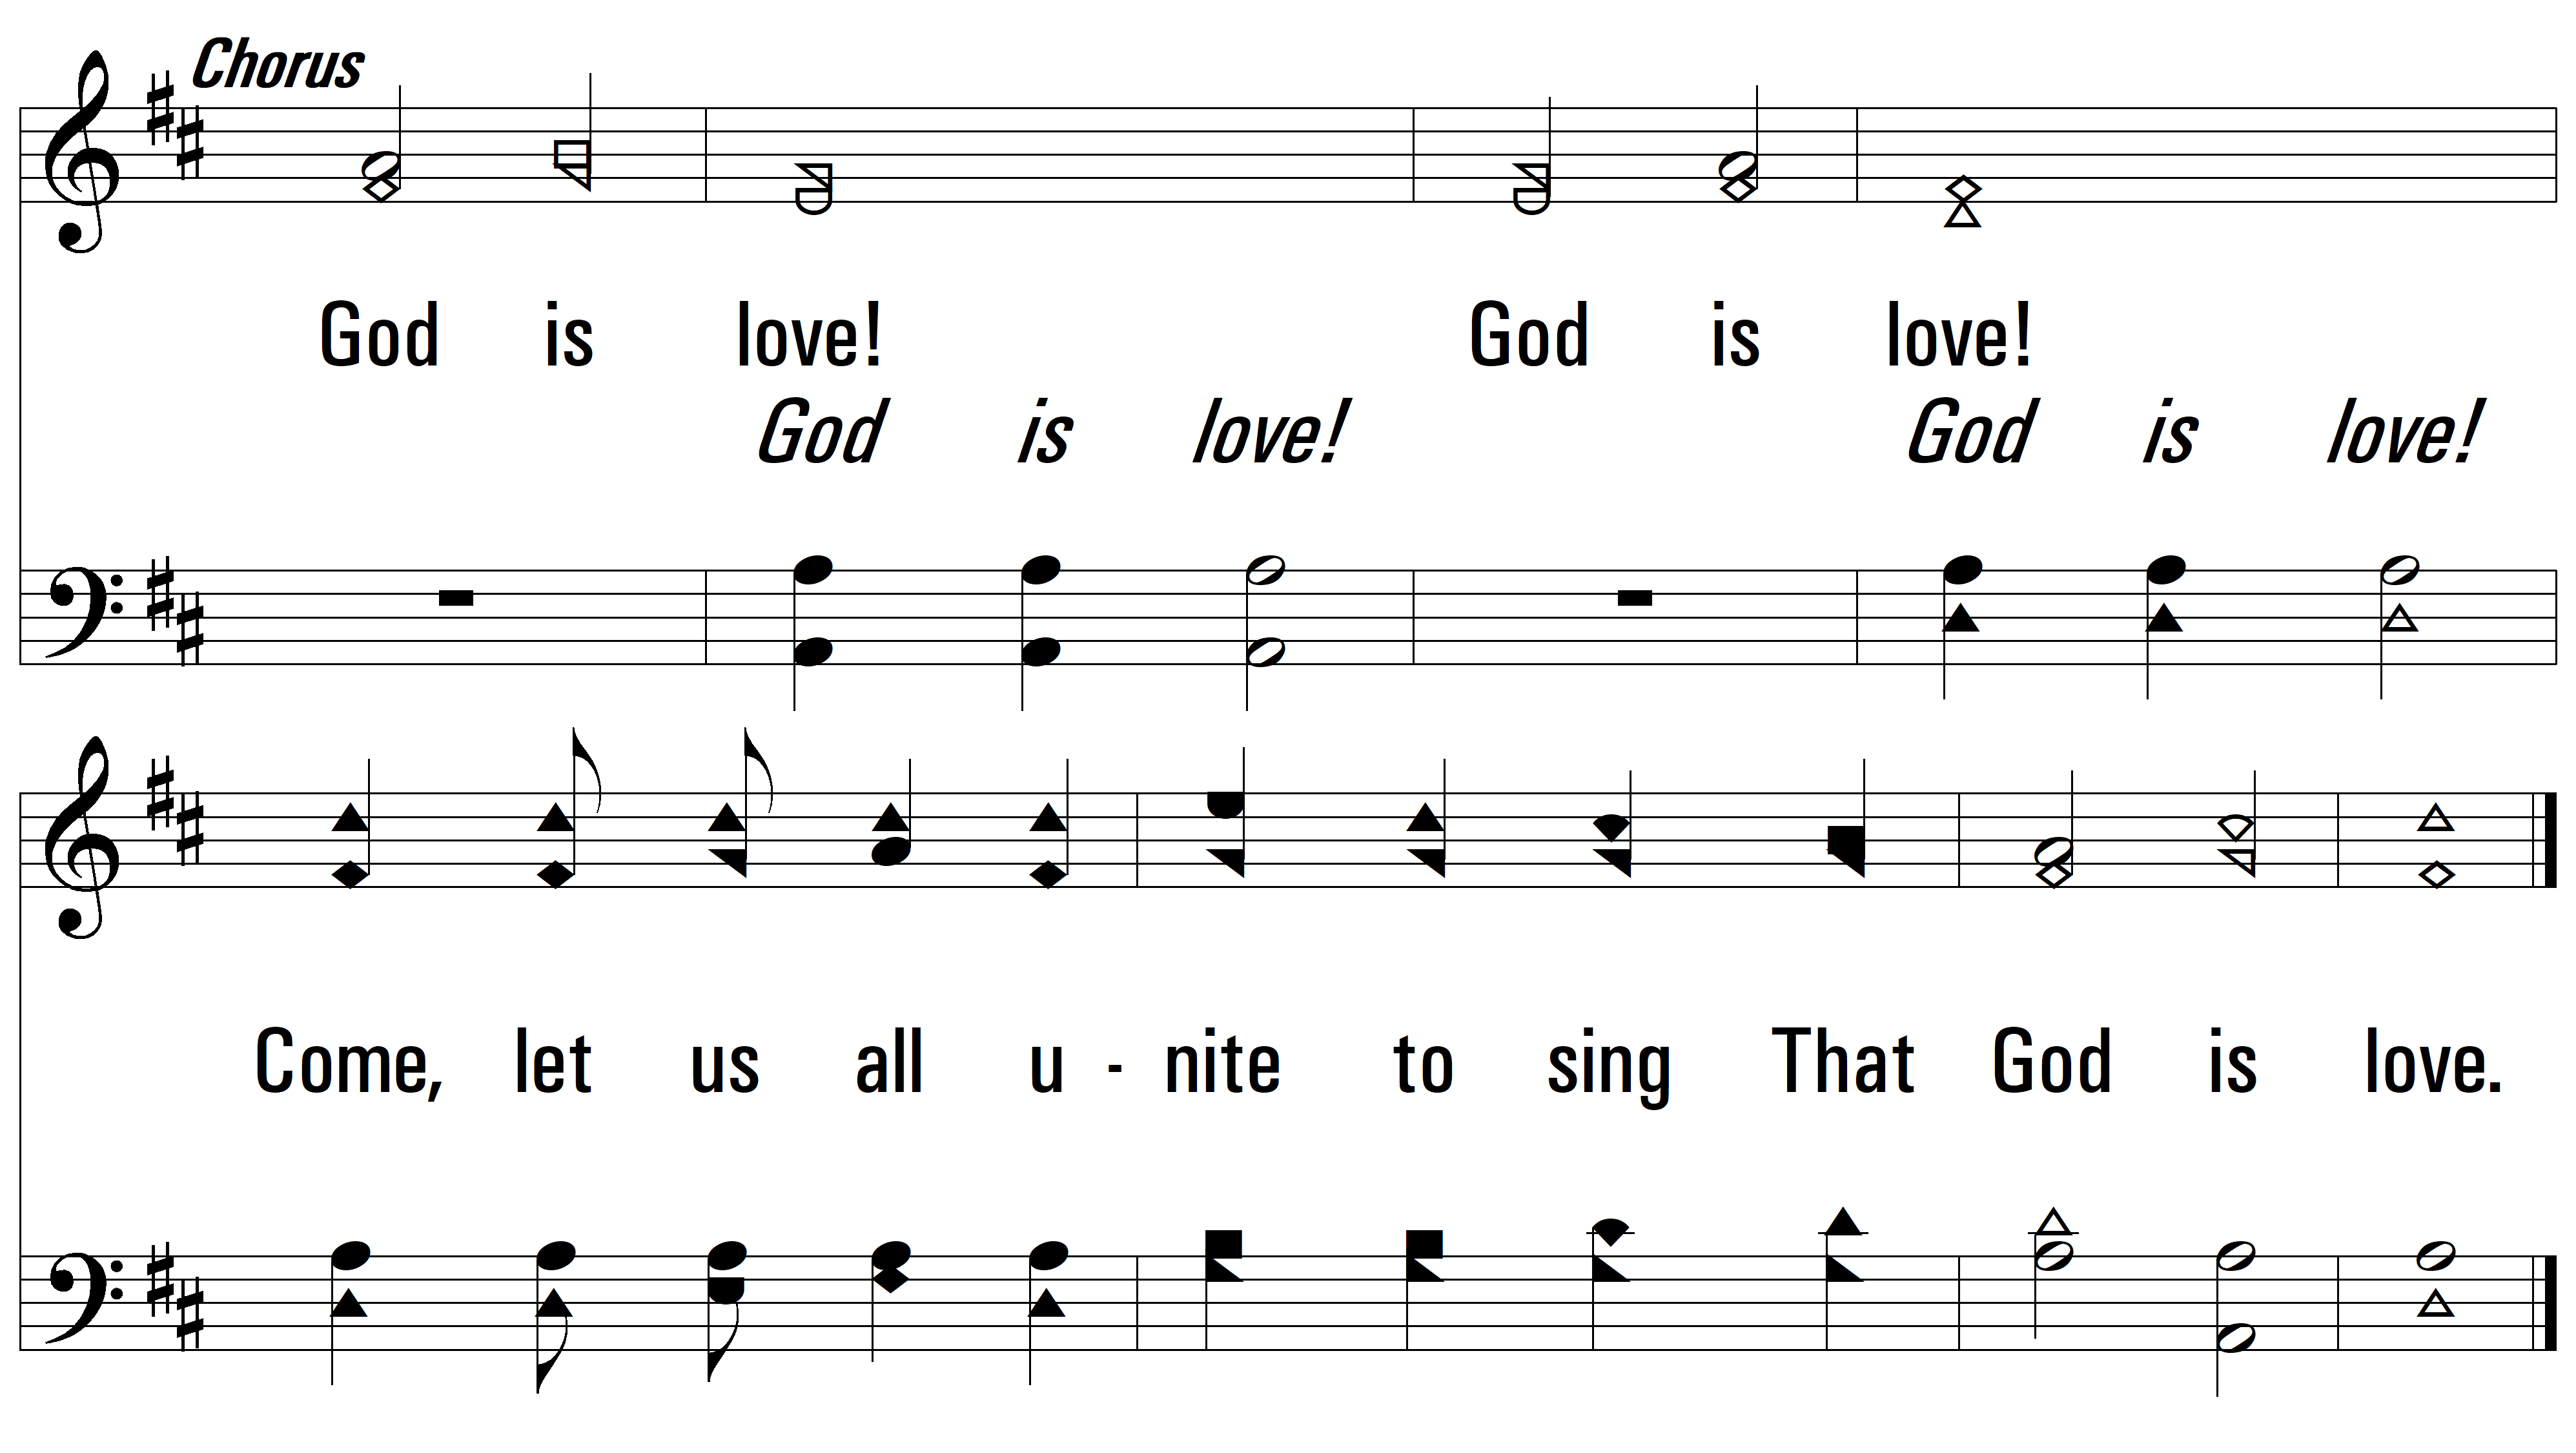 Chorus
God is love! God is love!
God is love! God is love!
Come, let us all u - nite to sing That God is love.